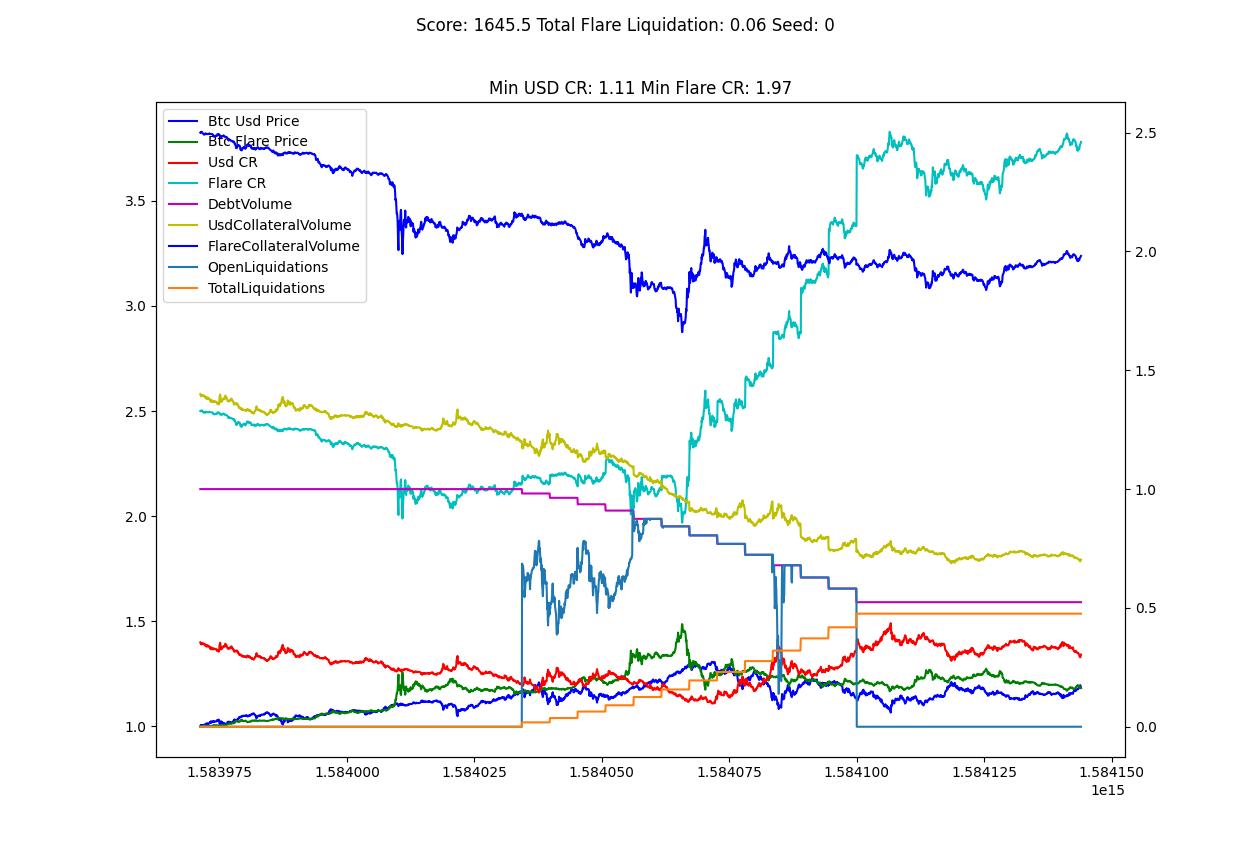 Score: 1645.5 Total Flare Liquidation: 0.06 Seed: 0
Min USD CR: 1.11 Min Flare CR: 1.97
Btc Usd Price
Btc Flare Price
Usd CR
Flare CR
DebtVolume
UsdCollateralVolume
FlareCollateralVolume
OpenLiquidations
TotalLiquidations
3.5
3.0
2.5
2.0
1.5
1.0
2.5
2.0
1.5
1.0
0.5
0.0
1.583975 1.584000 1.584025 1.584050 1.584075 1.584100 1.584125 1.584150
1e15